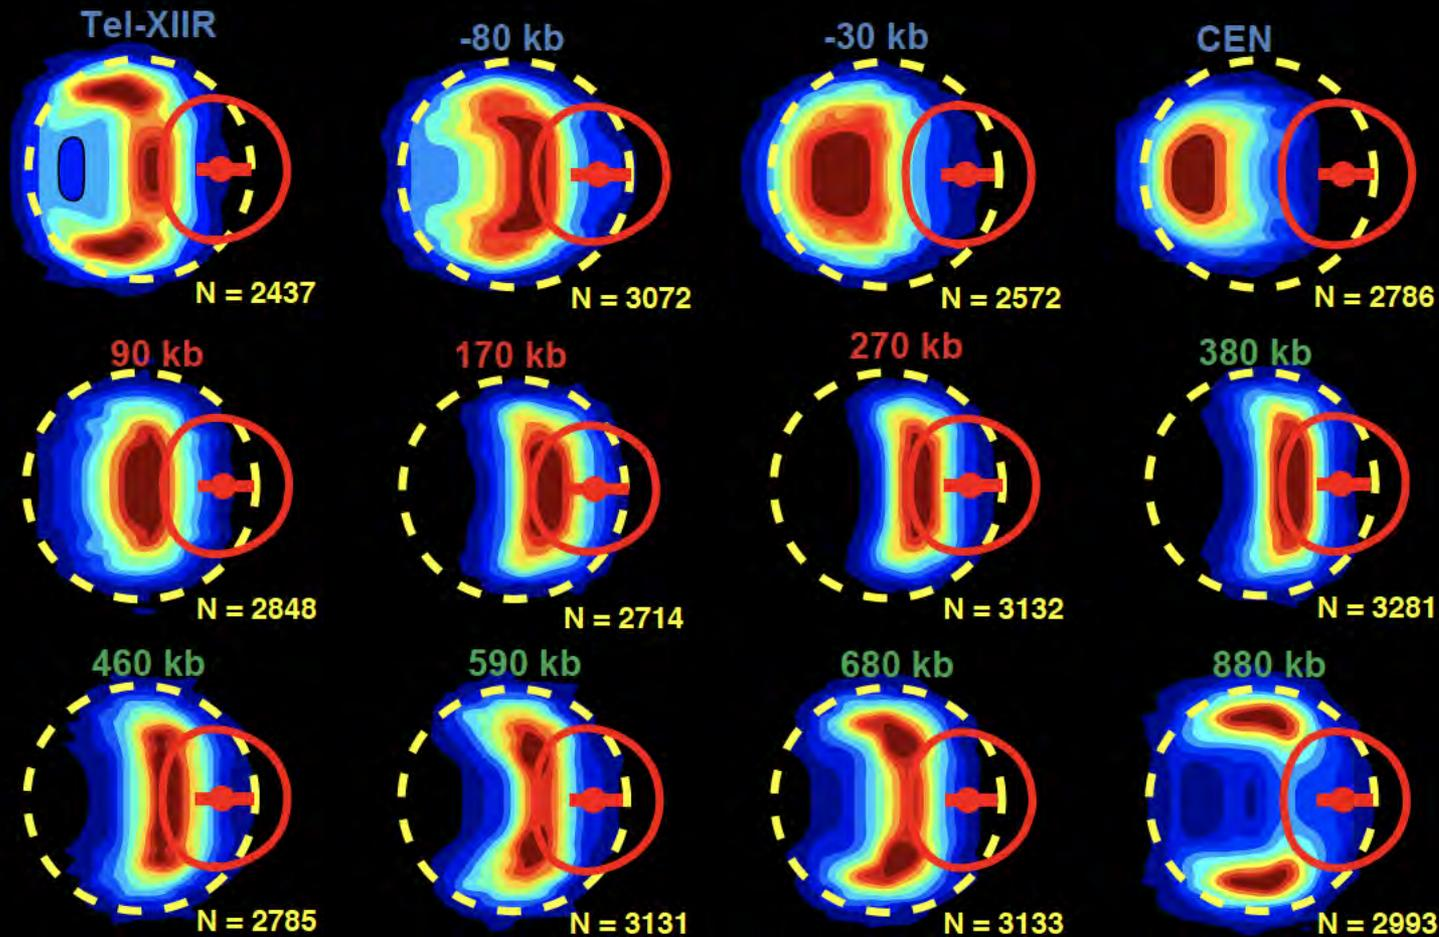 Tel-XIIR
-80 kb
-30 kb
CEN
N = 2437
N = 3072
N = 2572
N = 2786
90 kb
170 kb
270 kb
380 kb
N = 2848
N = 2714
N = 3132
N = 3281
460 kb
590 kb
680 kb
880 kb
N = 2785
N = 3131
N = 3133
N = 2993